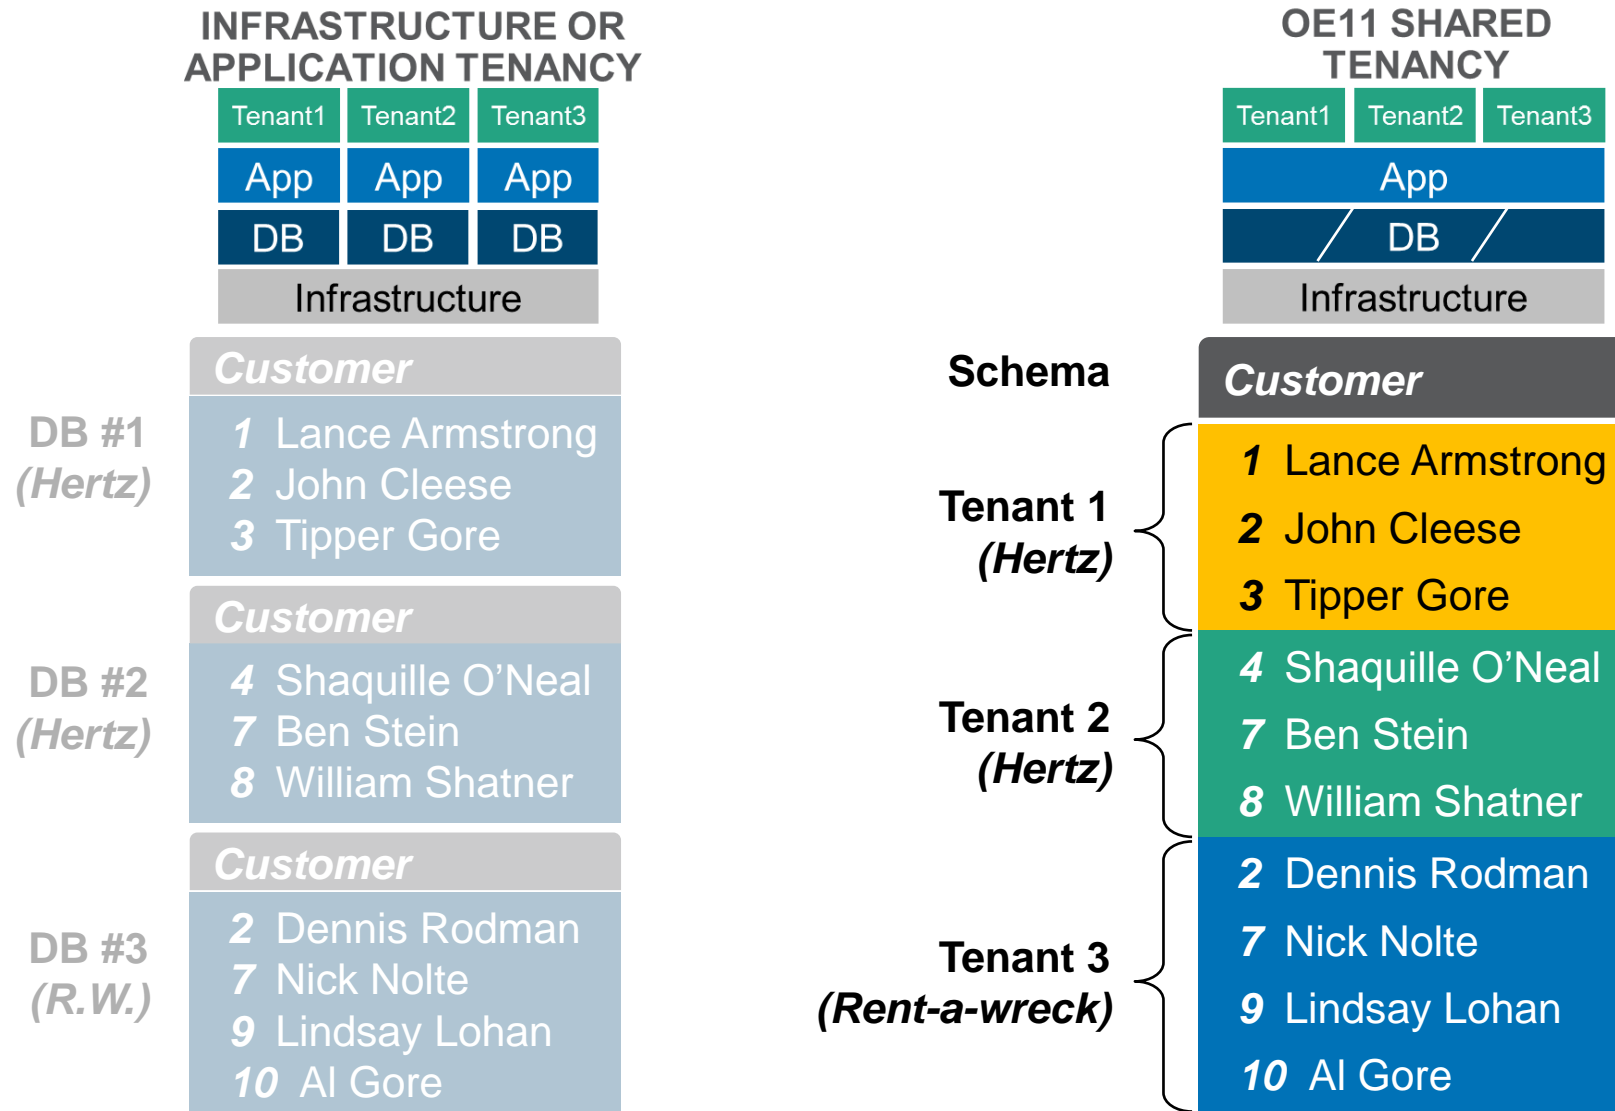 INFRASTRUCTURE OR
APPLICATION TENANCY
Tenant1 Tenant2 Tenant3
App App App
DB DB DB
Infrastructure
DB #1
(Hertz)
Customer
1 Lance Armstrong
2 John Cleese
3 Tipper Gore
DB #2
(Hertz)
Customer
4 Shaquille O’Neal
7 Ben Stein
8 William Shatner
DB #3
(R.W.)
Customer
2 Dennis Rodman
7 Nick Nolte
9 Lindsay Lohan
10 Al Gore
OE11 SHARED
TENANCY
Tenant1 Tenant2 Tenant3
App
DB
Infrastructure
Schema
Customer
Tenant 1
(Hertz)
1 Lance Armstrong
2 John Cleese
3 Tipper Gore
Tenant 2
(Hertz)
4 Shaquille O’Neal
7 Ben Stein
8 William Shatner
Tenant 3
(Rent-a-wreck)
2 Dennis Rodman
7 Nick Nolte
9 Lindsay Lohan
10 Al Gore